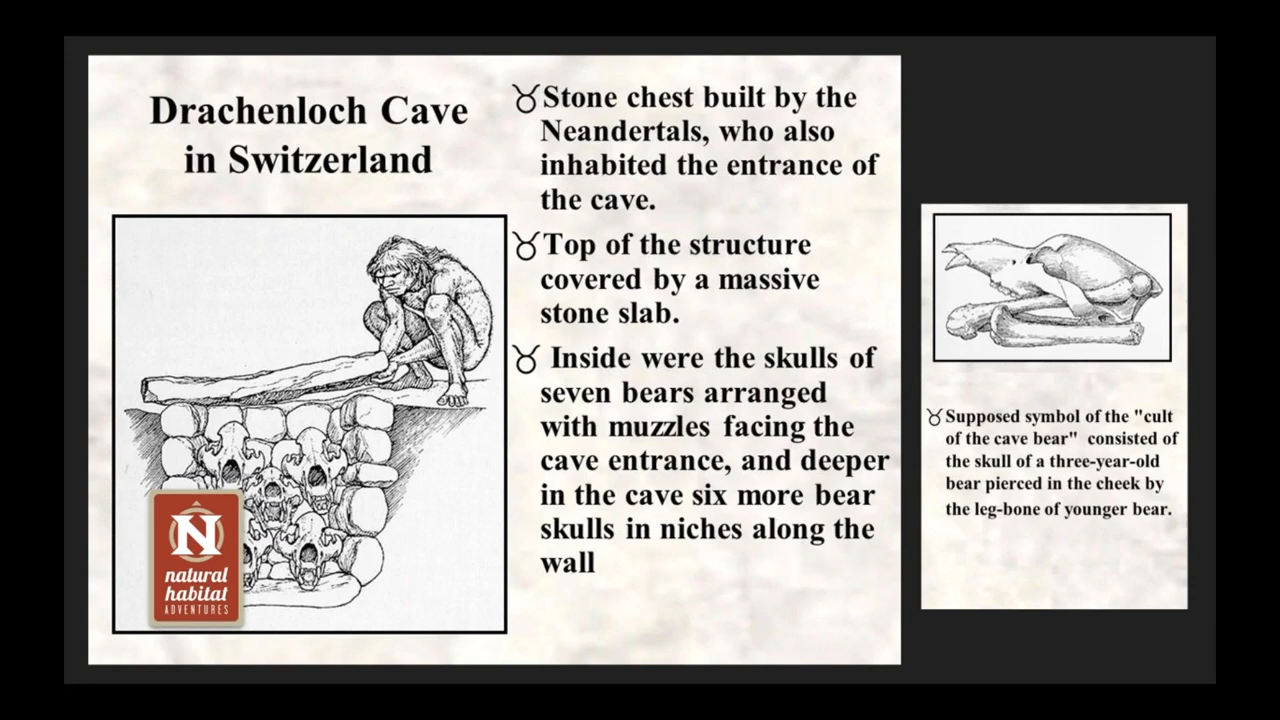 Drachenloch Cave
in Switzerland
♉Stone chest built by the
Neandertals, who also
inhabited the entrance of
the cave.
♉Top of the structure
covered by a massive
stone slab.
♉ Inside were the skulls of
seven bears arranged
with muzzles facing the
cave entrance, and deeper
in the cave six more bear
skulls in niches along the
wall
N
natural
habitat
ADVENTURES
♉Supposed symbol of the "cult
of the cave bear" consisted of
the skull of a three-year-old
bear pierced in the cheek by
the leg-bone of younger bear.